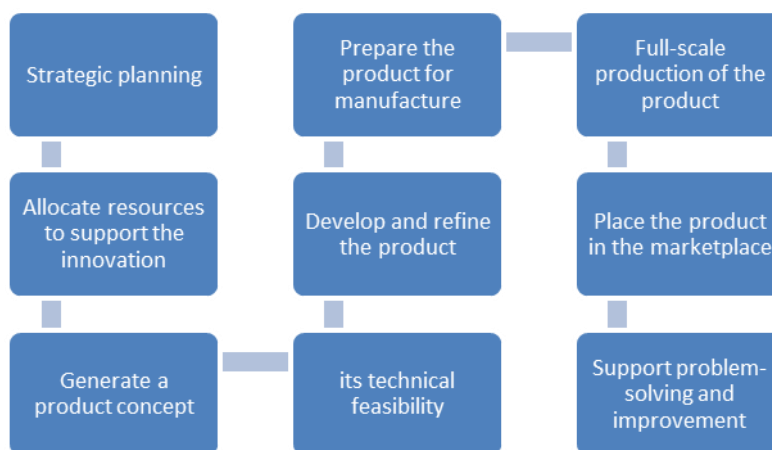 Strategic planning
Allocate resources
to support the
innovation
Generate a
product concept
its technical
feasibility
Develop and refine
the product
Prepare the
product for
manufacture
Full-scale
production of the
product
Place the product
in the marketplace
Support problem-
solving and
improvement